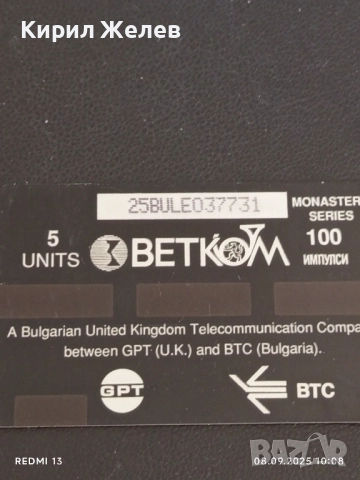 Кирил Желев
25BULE037731
MONASTER
SERIES
5
UNITS
BETKOM
100
ИМПУЛСИ
A Bulgarian United Kingdom Telecommunication Compa
between GPT (U.K.) and BTC (Bulgaria).
GPT
BTC
REDMI 13
08.09.2025 10:08
BAZAR